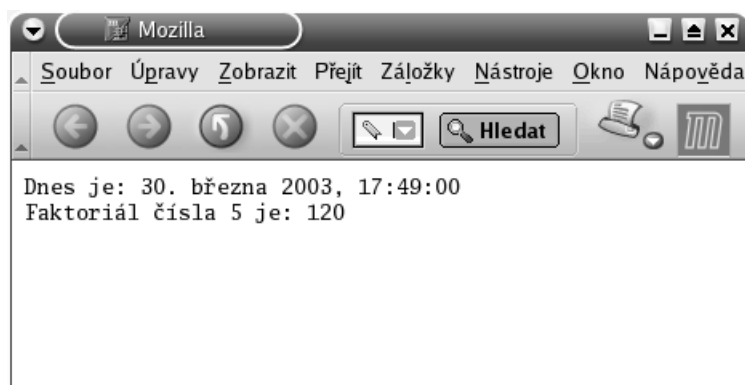 Mozilla
Soubor Úpravy Zobrazit Přejít Záložky Nástroje Okno Nápověda
Hledat
Dnes je: 30. března 2003, 17:49:00
Faktoriál čísla 5 je: 120